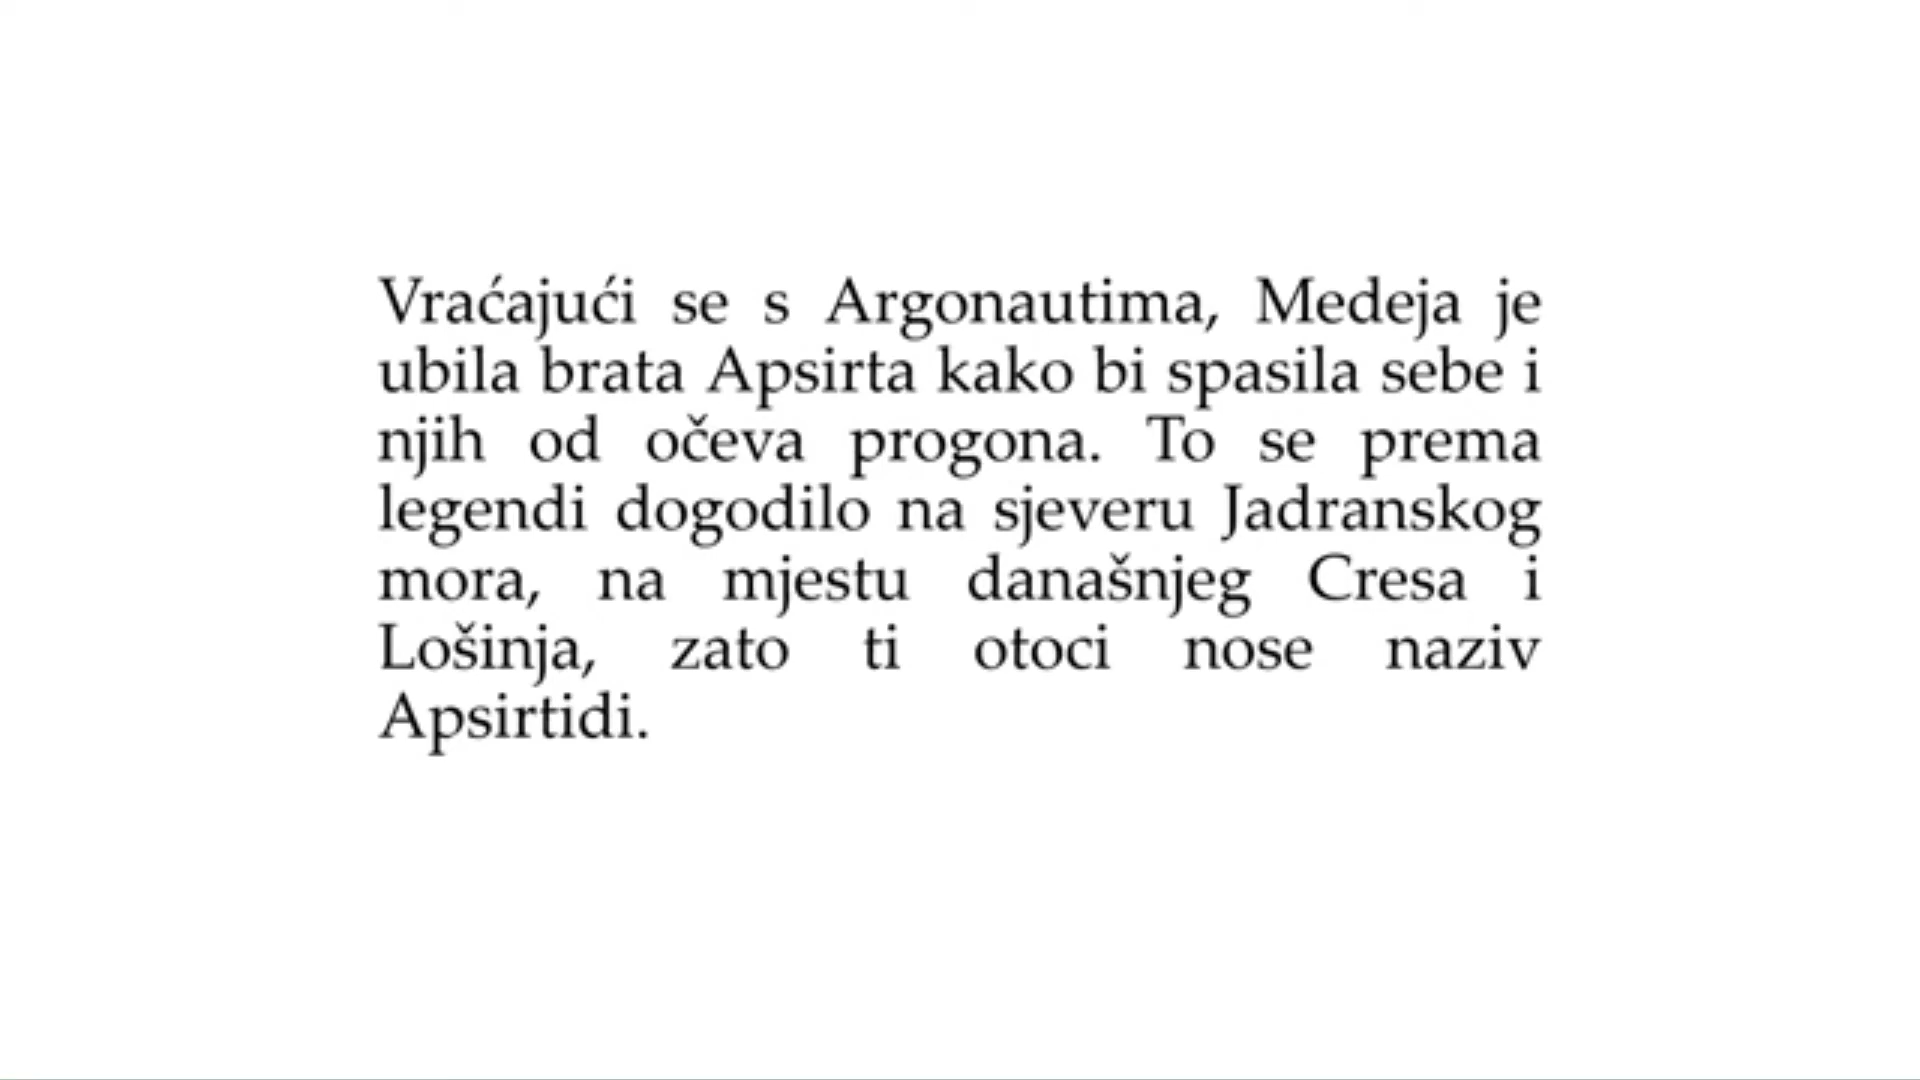 Vraćajući se s Argonautima, Medeja je
ubila brata Apsirta kako bi spasila sebe i
njih od očeva progona. To se prema
legendi dogodilo na sjeveru Jadranskog
mora, na mjestu današnjeg Cresa i
Lošinja, zato ti otoci nose naziv
Apsirtidi.